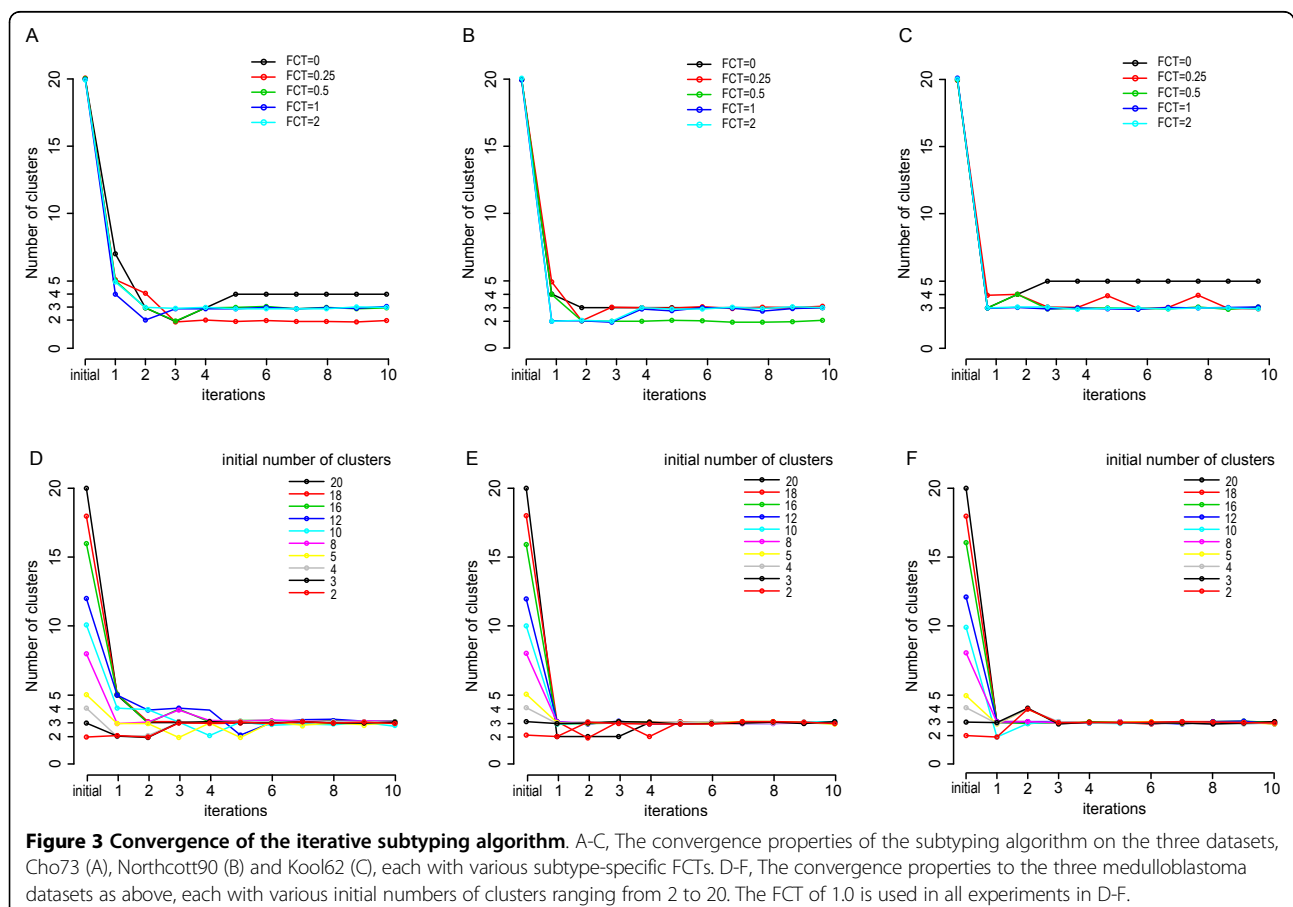 A
FCT=0
FCT=0.25
FCT=0.5
FCT=1
FCT=2
Number of clusters
20
15
10
5
4
3
2
0
initial 1 2 3 4 6 8 10
iterations
B
FCT=0
FCT=0.25
FCT=0.5
FCT=1
FCT=2
Number of clusters
20
15
10
5
4
3
2
0
initial 1 2 3 4 6 8 10
iterations
C
FCT=0
FCT=0.25
FCT=0.5
FCT=1
FCT=2
Number of clusters
20
15
10
5
4
3
0
initial 1 2 3 4 6 8 10
iterations
D
initial number of clusters
20
18
16
12
10
8
5
4
3
2
Number of clusters
20
15
10
5
4
3
2
0
initial 1 2 3 4 6 8 10
iterations
E
initial number of clusters
20
18
16
12
10
8
5
4
3
2
Number of clusters
20
15
10
5
4
3
2
0
initial 1 2 3 4 6 8 10
iterations
F
initial number of clusters
20
18
16
12
10
8
5
4
3
2
Number of clusters
20
15
10
5
4
3
2
0
initial 1 2 3 4 6 8 10
iterations
Figure 3 Convergence of the iterative subtyping algorithm. A-C, The convergence properties of the subtyping algorithm on the three datasets,
Cho73 (A), Northcott90 (B) and Kool62 (C), each with various subtype-specific FCTs. D-F, The convergence properties to the three medulloblastoma
datasets as above, each with various initial numbers of clusters ranging from 2 to 20. The FCT of 1.0 is used in all experiments in D-F.